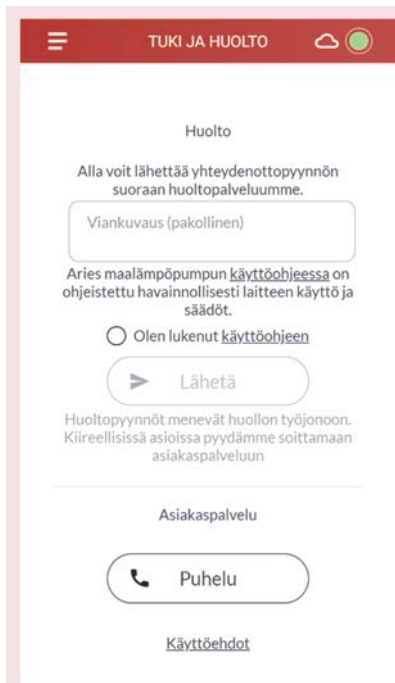 TUKI JA HUOLTO
Huolto
Alla voit lähettää yhteydenottopyynnön
suoraan huoltopalveluumme.
Viankuvaus (pakollinen)
Aries maalämpöpumpun käyttöohjeessa on
ohjeistettu havainnollisesti laitteen käyttö ja
säädöt.
Olen lukenut käyttöohjeen
Lähetä
Huoltopyynnöt menevät huollon työjonoon.
Kiireellisissä asioissa pyydämme soittamaan
asiakaspalveluun
Asiakaspalvelu
Puhelu
Käyttöehdot